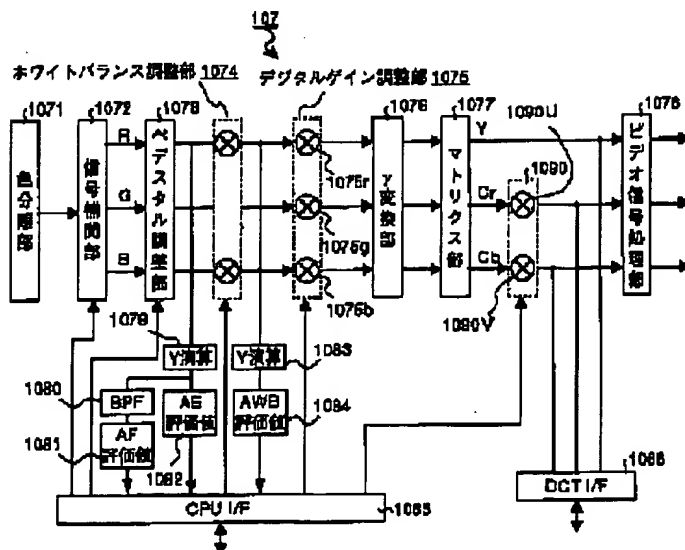 107
ホワイトバランス調整部 1074
デジタルゲイン調整部 1075
1071
1072
1073
1076
1077
1090U
1078
色分離部
信号補間部
R
G
B
ペデスタル調整部
1075r
1075g
1075b
γ変換部
マトリクス部
Y
Cr
Cb
1090
1090V
ビデオ信号処理部
1079
Y演算
Y演算
1083
1080
BPF
AE
評価値
AWB
評価値
1084
1081
AF
評価値
1082
CPU I/F
1085
DCT I/F
1086